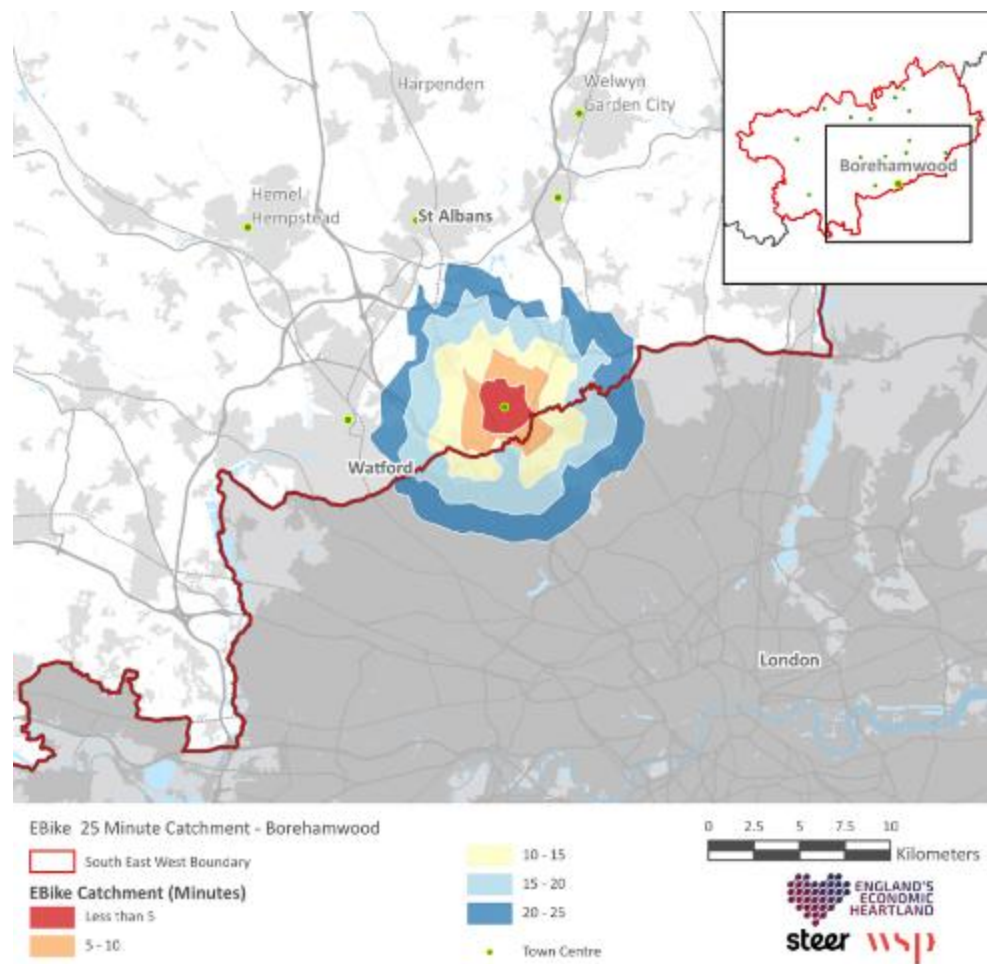 Harpenden
Welwyn
Garden City
Hemel
Hempstead
St Albans
Borehamwood
Watford
London
EBike 25 Minute Catchment - Borehamwood
South East West Boundary
EBike Catchment (Minutes)
Less than 5
5 - 10
10 - 15
15 - 20
20 - 25
Town Centre
0 2.5 5 7.5 10
Kilometers
ENGLAND'S
ECONOMIC
HEARTLAND
steer wsp